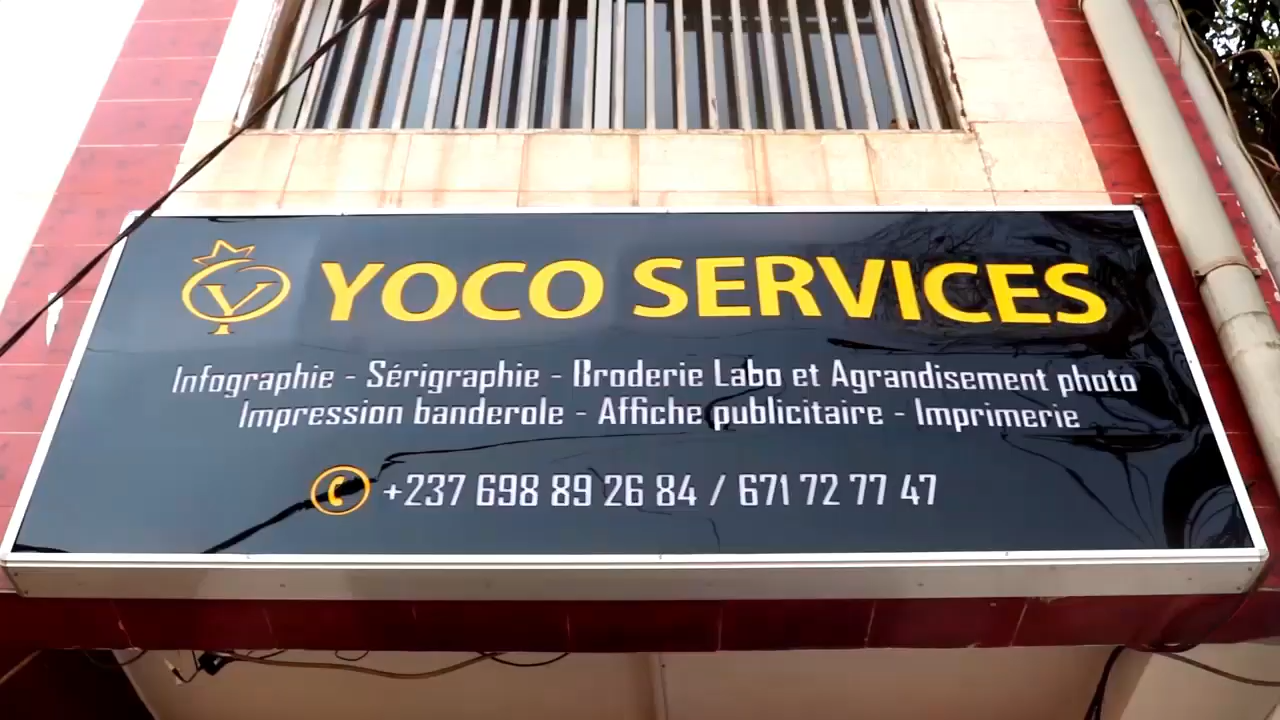 YOCO SERVICES
Infographie - Sérigraphie - Broderie Labo et Agrandisement photo
Impression banderole - Affiche publicitaire - Imprimerie
+237 698 89 26 84 / 671 72 77 47